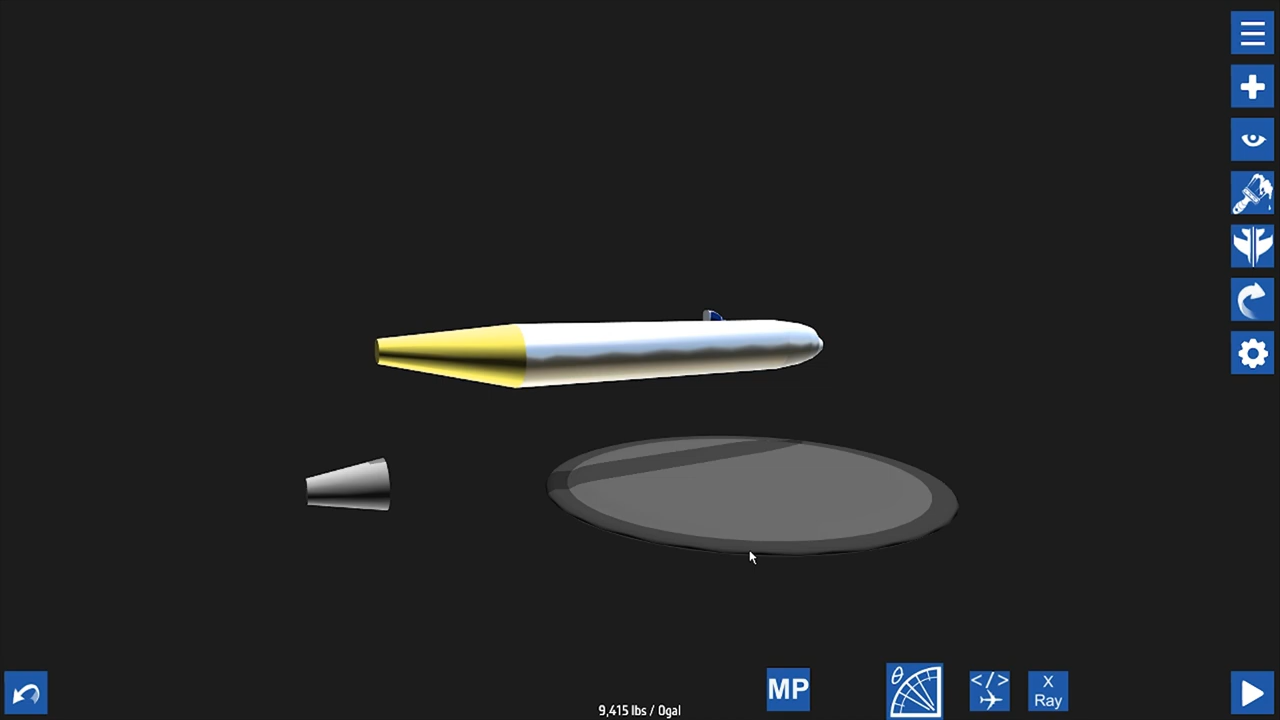 MP
θ
</>
X
Ray
9,415 lbs / 0gal